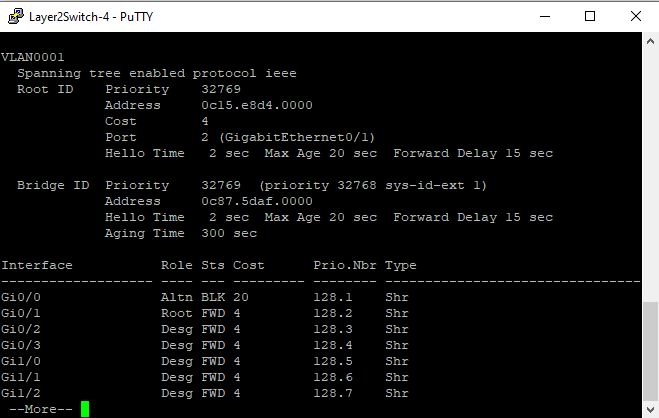 Layer2Switch-4 - PuTTY
VLAN0001
  Spanning tree enabled protocol ieee
  Root ID    Priority    32769
             Address     0c15.e8d4.0000
             Cost        4
             Port        2 (GigabitEthernet0/1)
             Hello Time   2 sec  Max Age 20 sec  Forward Delay 15 sec
  Bridge ID  Priority    32769  (priority 32768 sys-id-ext 1)
             Address     0c87.5daf.0000
             Hello Time   2 sec  Max Age 20 sec  Forward Delay 15 sec
             Aging Time  300 sec
Interface           Role Sts Cost      Prio.Nbr Type
------------------- ---- --- --------- -------- --------------------------------
Gi0/0               Altn BLK 20        128.1    Shr
Gi0/1               Root FWD 4         128.2    Shr
Gi0/2               Desg FWD 4         128.3    Shr
Gi0/3               Desg FWD 4         128.4    Shr
Gi1/0               Desg FWD 4         128.5    Shr
Gi1/1               Desg FWD 4         128.6    Shr
Gi1/2               Desg FWD 4         128.7    Shr
 --More--